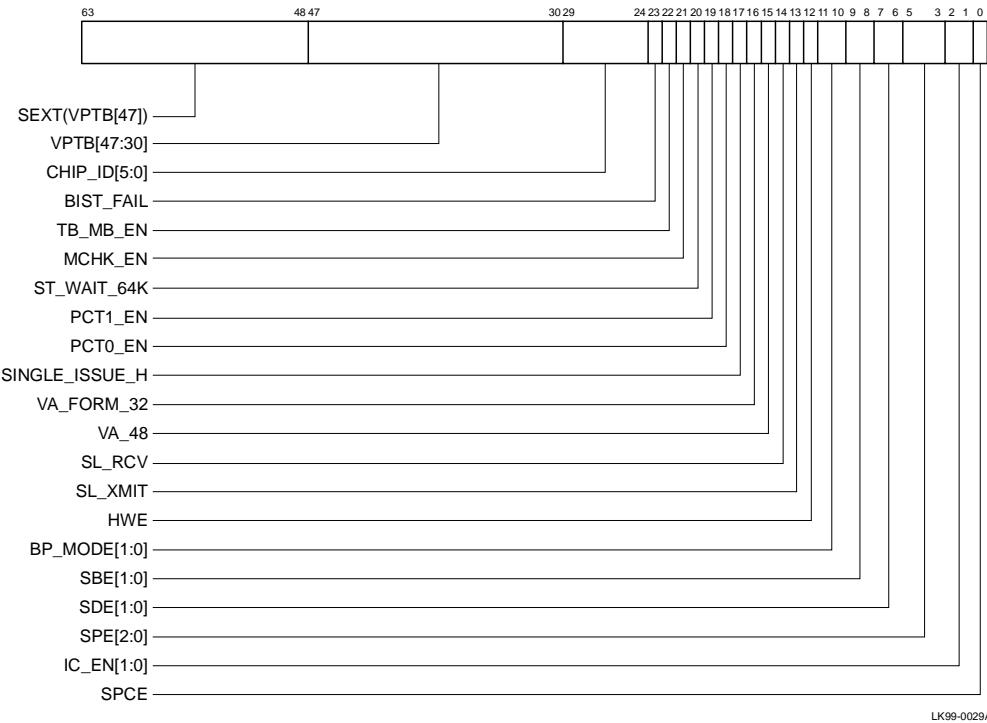 63 48 47 30 29 24 23 22 21 20 19 18 17 16 15 14 13 12 11 10 9 8 7 6 5 3 2 1 0
SEXT(VPTB[47])
VPTB[47:30]
CHIP_ID[5:0]
BIST_FAIL
TB_MB_EN
MCHK_EN
ST_WAIT_64K
PCT1_EN
PCT0_EN
SINGLE_ISSUE_H
VA_FORM_32
VA_48
SL_RCV
SL_XMIT
HWE
BP_MODE[1:0]
SBE[1:0]
SDE[1:0]
SPE[2:0]
IC_EN[1:0]
SPCE
LK99-0029A